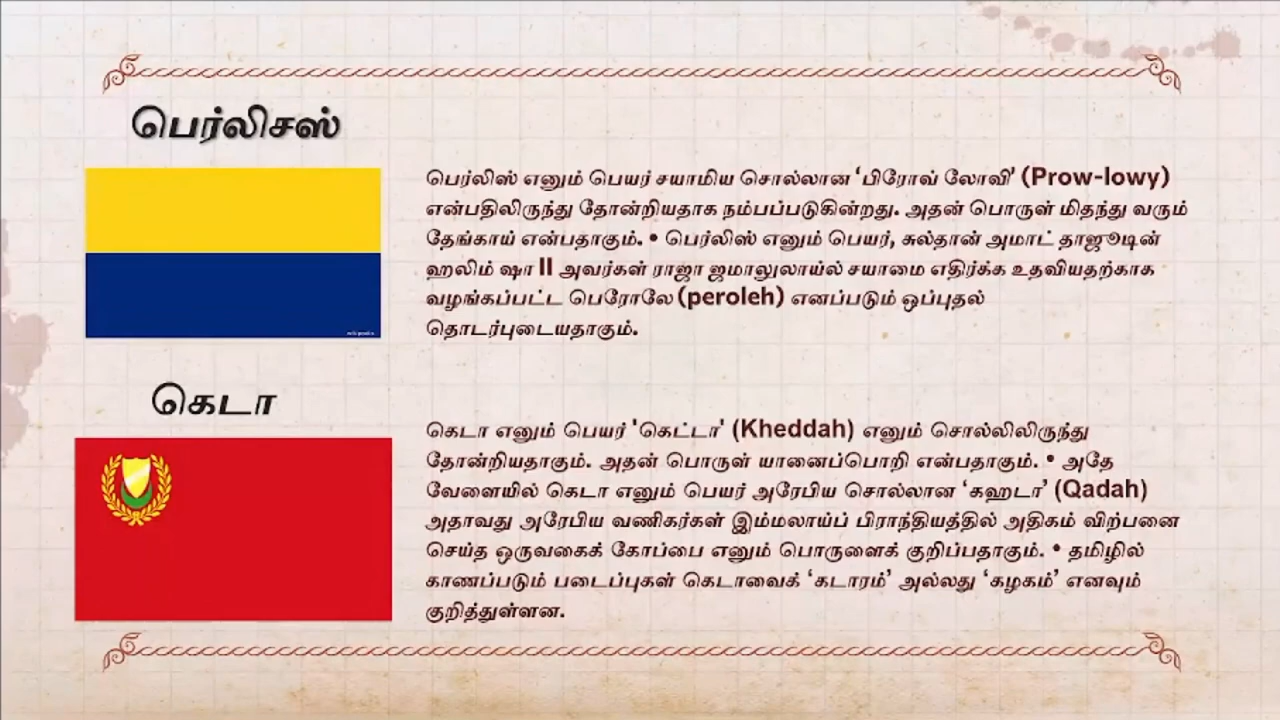 பெர்லிசஸ்
பெர்லிஸ் எனும் பெயர் சயாமிய சொல்லான ‘பிரோவ் லோவி’ (Prow-lowy)
என்பதிலிருந்து தோன்றியதாக நம்பப்படுகின்றது. அதன் பொருள் மிதந்து வரும்
தேங்காய் என்பதாகும். • பெர்லிஸ் எனும் பெயர், சுல்தான் அமாட் தாஜூடின்
ஹலிம் ஷா II அவர்கள் ராஜா ஜமாலுலாய்ல் சயாமை எதிர்க்க உதவியதற்காக
வழங்கப்பட்ட பெரோலே (peroleh) எனப்படும் ஒப்புதல்
தொடர்புடையதாகும்.
கெடா
கெடா எனும் பெயர் 'கெட்டா' (Kheddah) எனும் சொல்லிலிருந்து
தோன்றியதாகும். அதன் பொருள் யானைப்பொறி என்பதாகும். • அதே
வேளையில் கெடா எனும் பெயர் அரேபிய சொல்லான ‘கஹடா’ (Qadah)
அதாவது அரேபிய வணிகர்கள் இம்மலாய்ப் பிராந்தியத்தில் அதிகம் விற்பனை
செய்த ஒருவகைக் கோப்பை எனும் பொருளைக் குறிப்பதாகும். • தமிழில்
காணப்படும் படைப்புகள் கெடாவைக் ‘கடாரம்’ அல்லது ‘கழகம்’ எனவும்
குறித்துள்ளன.